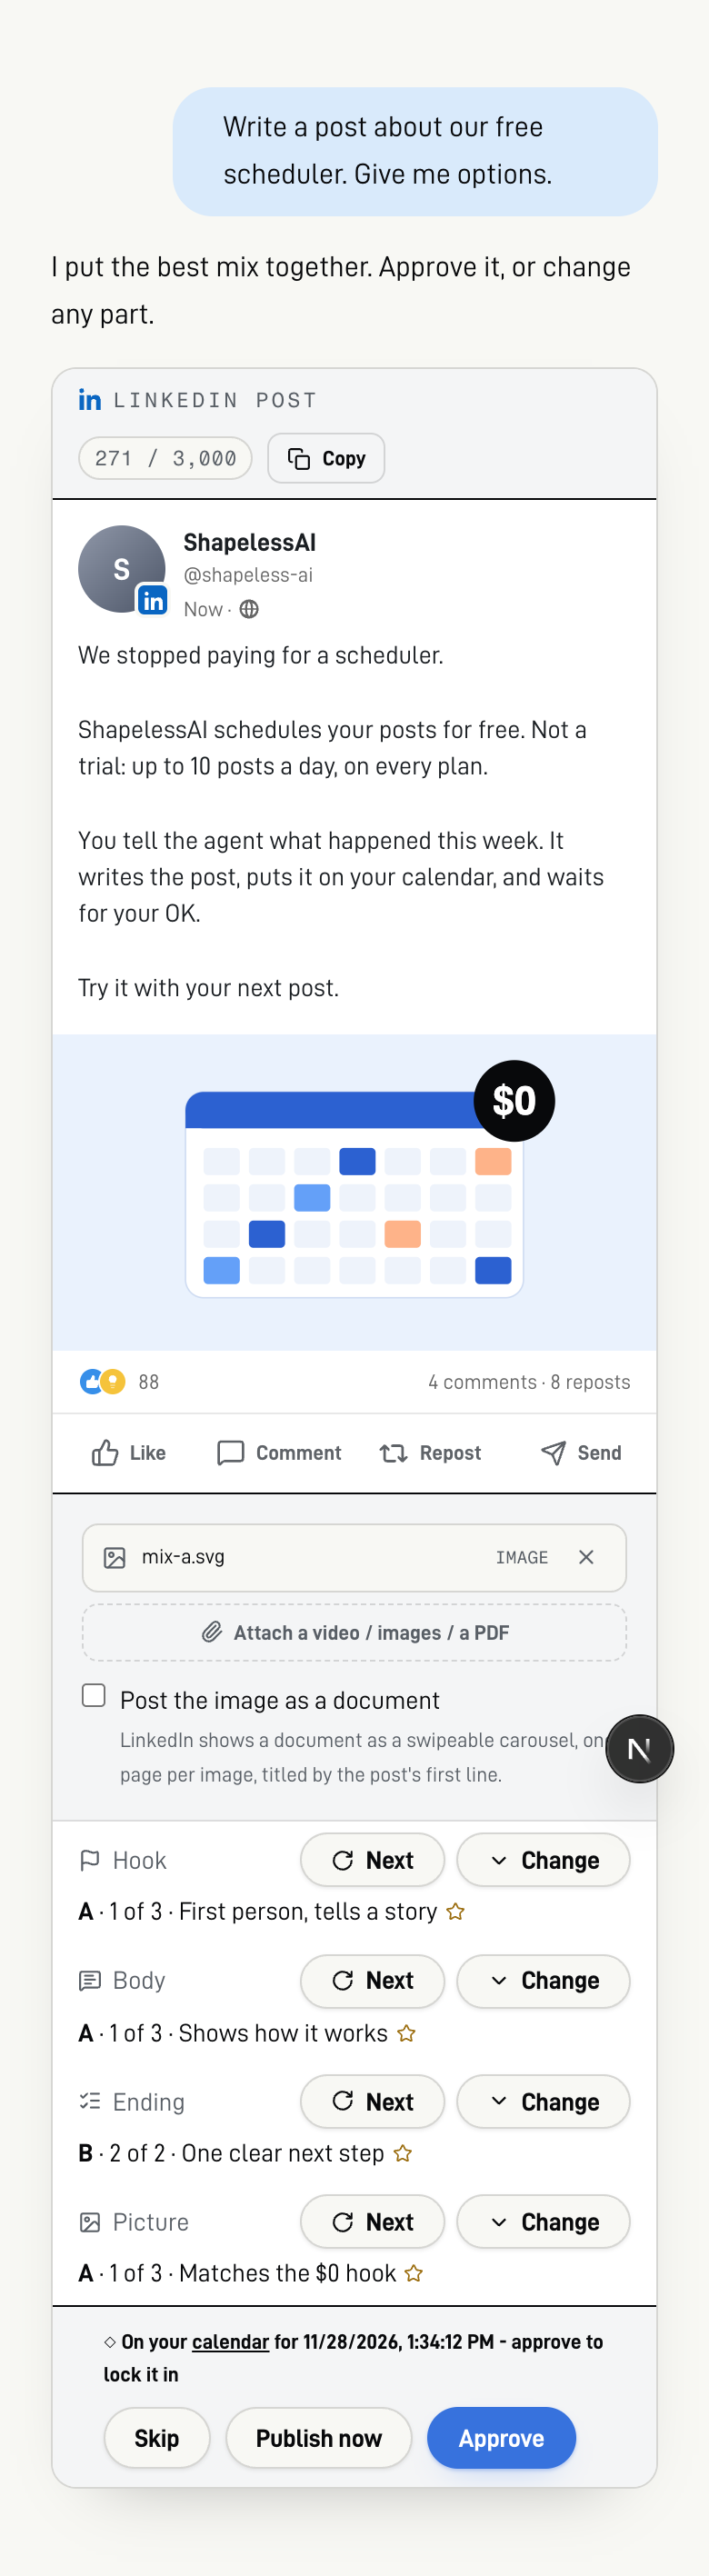 Write a post about our free
scheduler. Give me options.
I put the best mix together. Approve it, or change
any part.
in LINKEDIN POST
271 / 3,000
Copy
S
in
ShapelessAI
@shapeless-ai
Now ·
We stopped paying for a scheduler.
ShapelessAI schedules your posts for free. Not a
trial: up to 10 posts a day, on every plan.
You tell the agent what happened this week. It
writes the post, puts it on your calendar, and waits
for your OK.
Try it with your next post.
$0
88
4 comments · 8 reposts
Like
Comment
Repost
Send
mix-a.svg
IMAGE
Attach a video / images / a PDF
Post the image as a document
LinkedIn shows a document as a swipeable carousel, on
N
page per image, titled by the post's first line.
Hook
Next
Change
A · 1 of 3 · First person, tells a story
Body
Next
Change
A · 1 of 3 · Shows how it works
Ending
Next
Change
B · 2 of 2 · One clear next step
Picture
Next
Change
A · 1 of 3 · Matches the $0 hook
◇ On your calendar for 11/28/2026, 1:34:12 PM - approve to
lock it in
Skip
Publish now
Approve